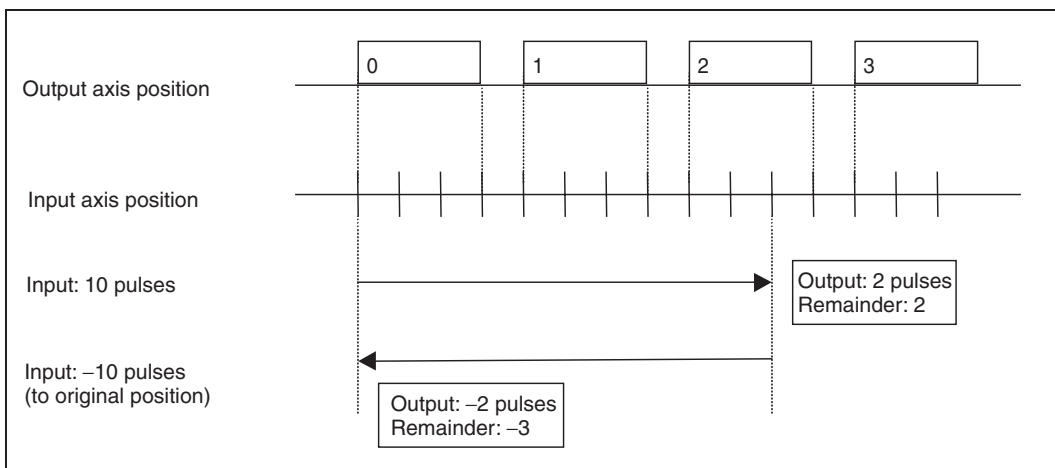 0 1 2 3
Output axis position
Input axis position
Input: 10 pulses
Output: 2 pulses
Remainder: 2
Input: –10 pulses
(to original position)
Output: –2 pulses
Remainder: –3